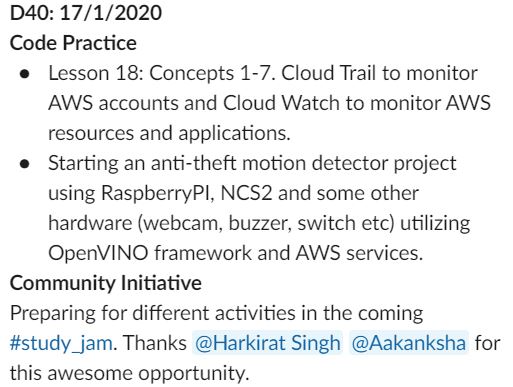 D40: 17/1/2020
Code Practice
● Lesson 18: Concepts 1-7. Cloud Trail to monitor
AWS accounts and Cloud Watch to monitor AWS
resources and applications.
● Starting an anti-theft motion detector project
using RaspberryPI, NCS2 and some other
hardware (webcam, buzzer, switch etc) utilizing
OpenVINO framework and AWS services.
Community Initiative
Preparing for different activities in the coming
#study_jam. Thanks @Harkirat Singh @Aakanksha for
this awesome opportunity.